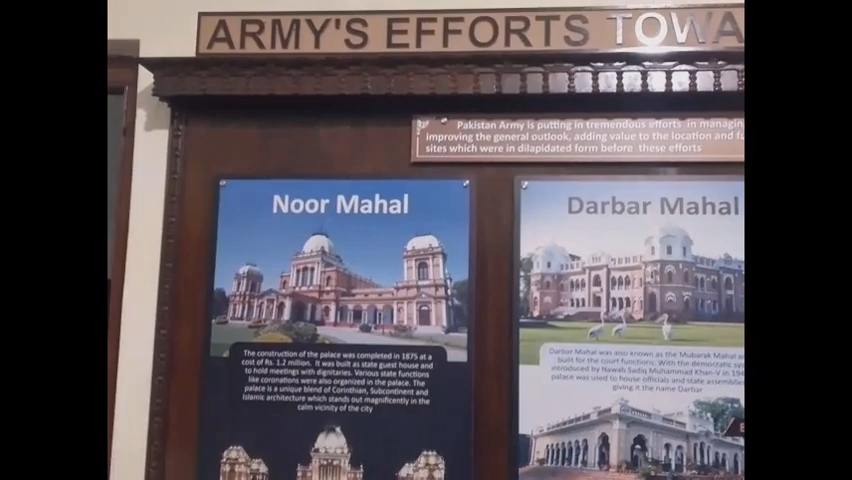 ARMY'S EFFORTS TOWA
Pakistan Army is putting in tremendous efforts in managing
improving the general outlook, adding value to the location and fu
sites which were in dilapidated form before these efforts
Noor Mahal
The construction of the palace was completed in 1875 at a
cost of Rs. 1.2 million. It was built as state guest house and
to hold meetings with dignitaries. Various state functions
like coronations were also organized in the palace. The
palace is a unique blend of Corinthian, Subcontinent and
Islamic architecture which stands out magnificently in the
calm vicinity of the city
Darbar Mahal
Darbar Mahal was also known as the Mubarak Mahal
built for the court functions. With the democratic
introduced by Nawab Sadiq Muhammad Khan-V in 194
palace was used to house officials and state assemblie
giving it the name Darbar